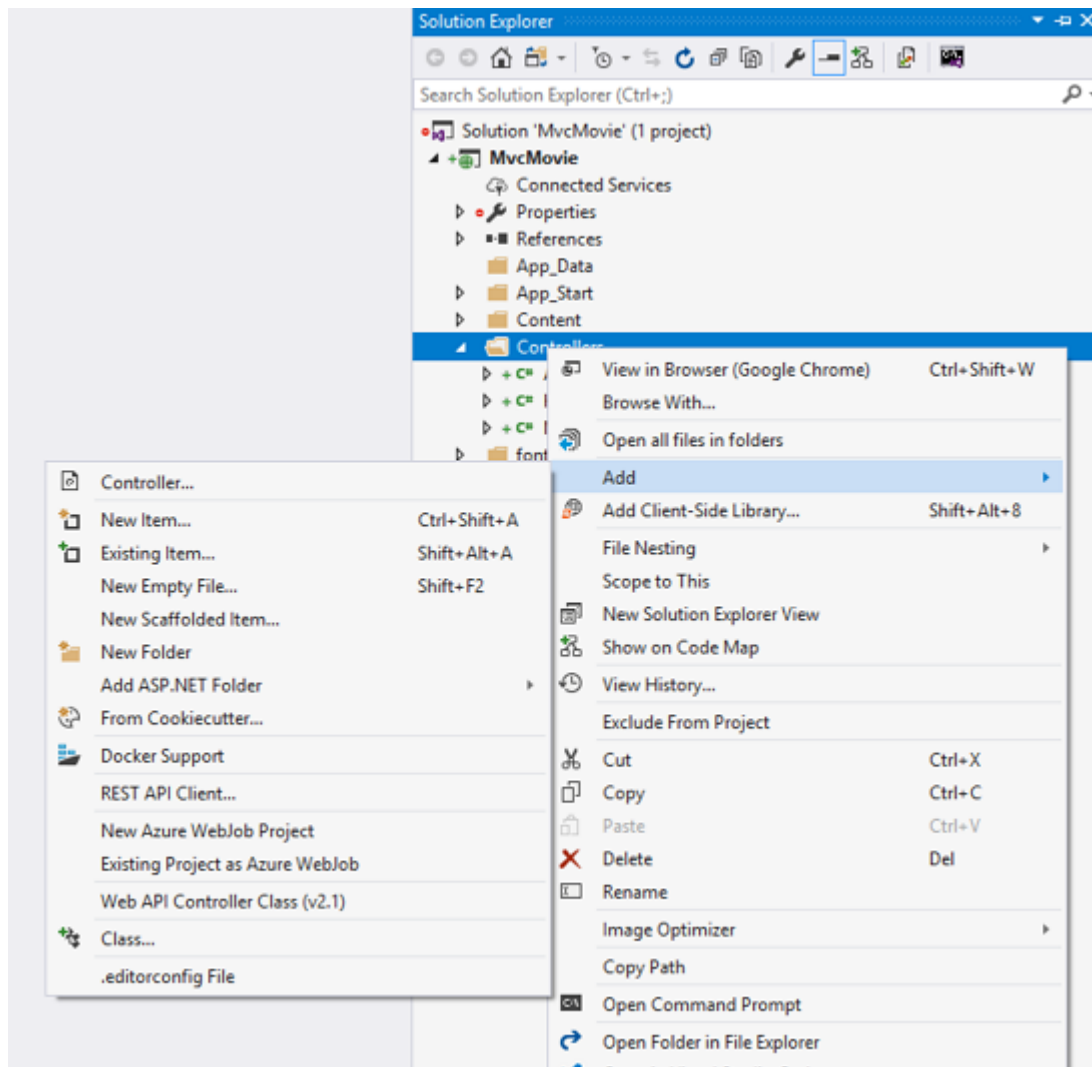 Solution Explorer
Search Solution Explorer (Ctrl+;)
Solution 'MvcMovie' (1 project)
MvcMovie
Connected Services
Properties
References
App_Data
App_Start
Content
Controllers
C#
C#
C#
font
View in Browser (Google Chrome) Ctrl+Shift+W
Browse With...
Open all files in folders
Add
Add Client-Side Library... Shift+Alt+8
File Nesting
Scope to This
New Solution Explorer View
Show on Code Map
View History...
Exclude From Project
Cut Ctrl+X
Copy Ctrl+C
Paste Ctrl+V
Delete Del
Rename
Image Optimizer
Copy Path
Open Command Prompt
Open Folder in File Explorer
Controller...
New Item... Ctrl+Shift+A
Existing Item... Shift+Alt+A
New Empty File... Shift+F2
New Scaffolded Item...
New Folder
Add ASP.NET Folder
From Cookiecutter...
Docker Support
REST API Client...
New Azure WebJob Project
Existing Project as Azure WebJob
Web API Controller Class (v2.1)
Class...
.editorconfig File